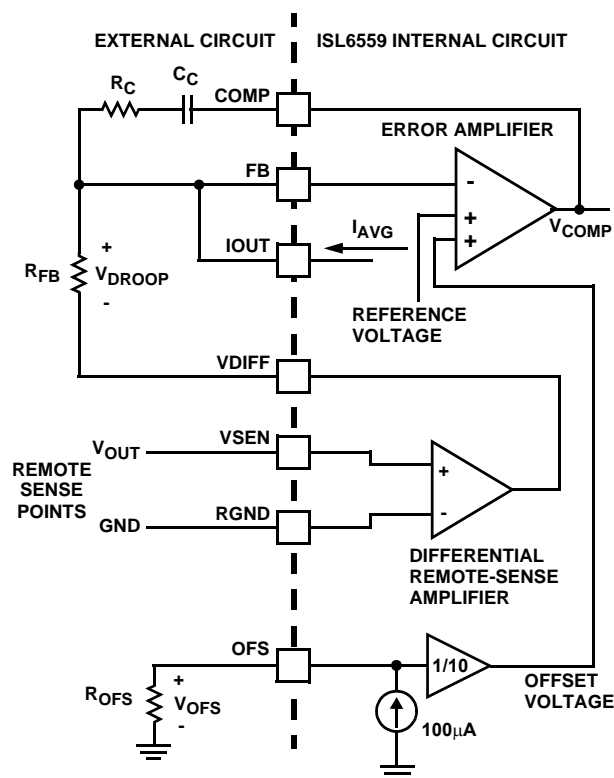 EXTERNAL CIRCUIT
ISL6559 INTERNAL CIRCUIT
RC
CC
COMP
ERROR AMPLIFIER
FB
-
+
+
VCOMP
IAVG
IOUT
RFB
+
VDROOP
-
REFERENCE
VOLTAGE
VDIFF
VOUT
VSEN
REMOTE
SENSE
POINTS
+
-
GND
RGND
DIFFERENTIAL
REMOTE-SENSE
AMPLIFIER
OFS
1/10
OFFSET
VOLTAGE
ROFS
+
VOFS
-
100µA